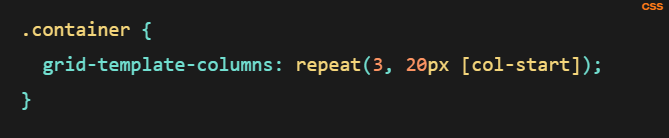 CSS
.container {
  grid-template-columns: repeat(3, 20px [col-start]);
}